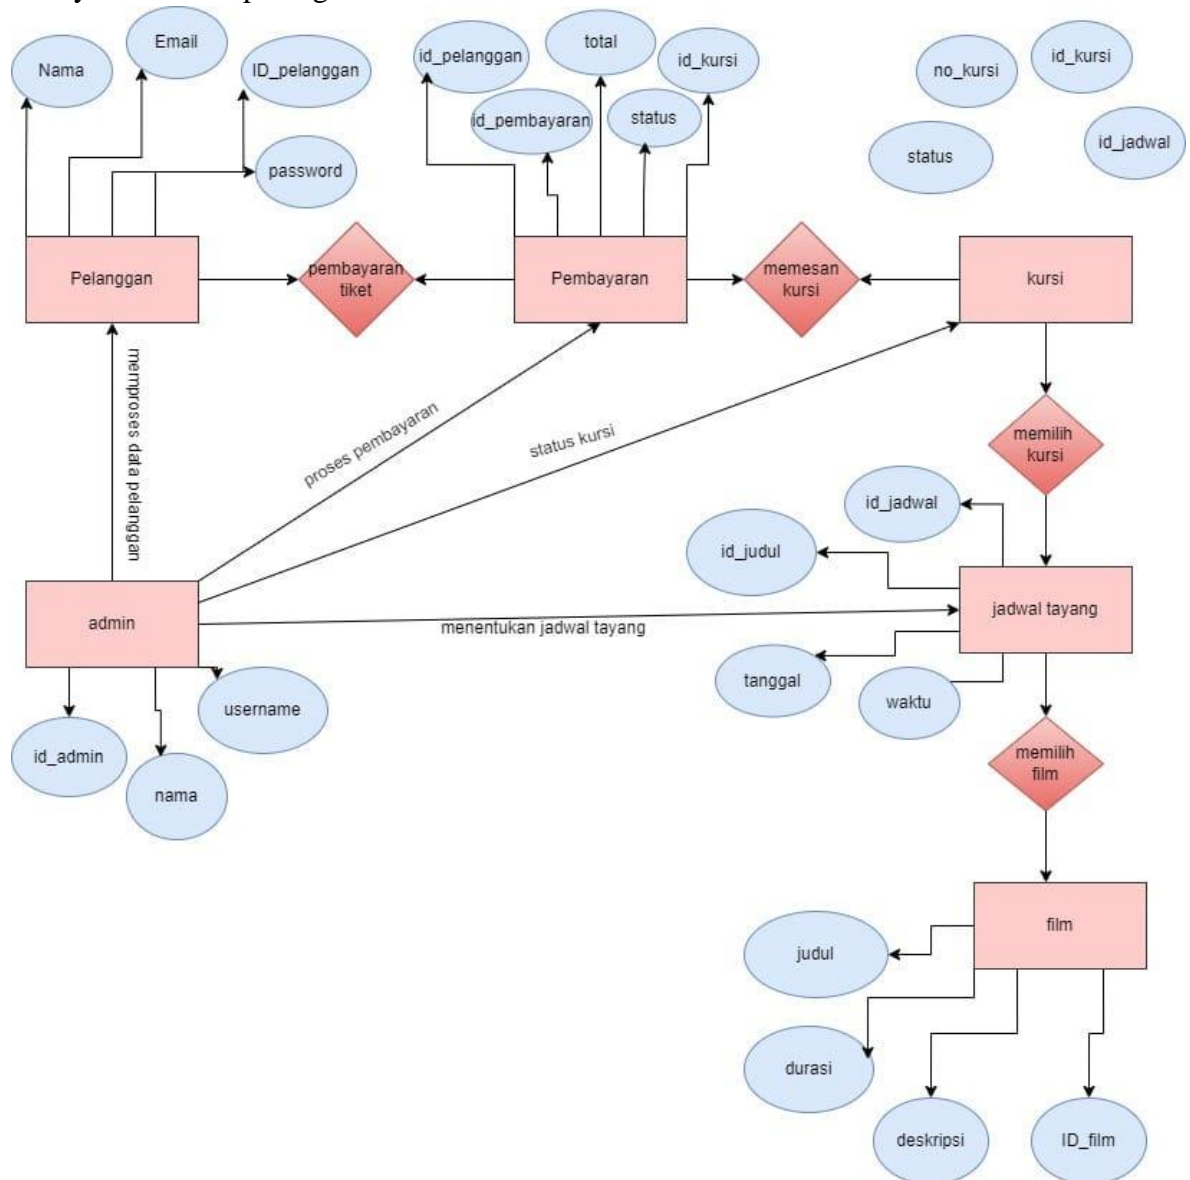 Nama
Email
ID_pelanggan
password
id_pelanggan
total
id_kursi
id_pembayaran
status
no_kursi
id_kursi
status
id_jadwal
Pelanggan
pembayaran
tiket
Pembayaran
memesan
kursi
kursi
memproses data pelanggan
proses pembayaran
status kursi
memilih
kursi
id_jadwal
id_judul
admin
menentukan jadwal tayang
jadwal tayang
tanggal
waktu
username
id_admin
nama
memilih
film
film
judul
durasi
deskripsi
ID_film